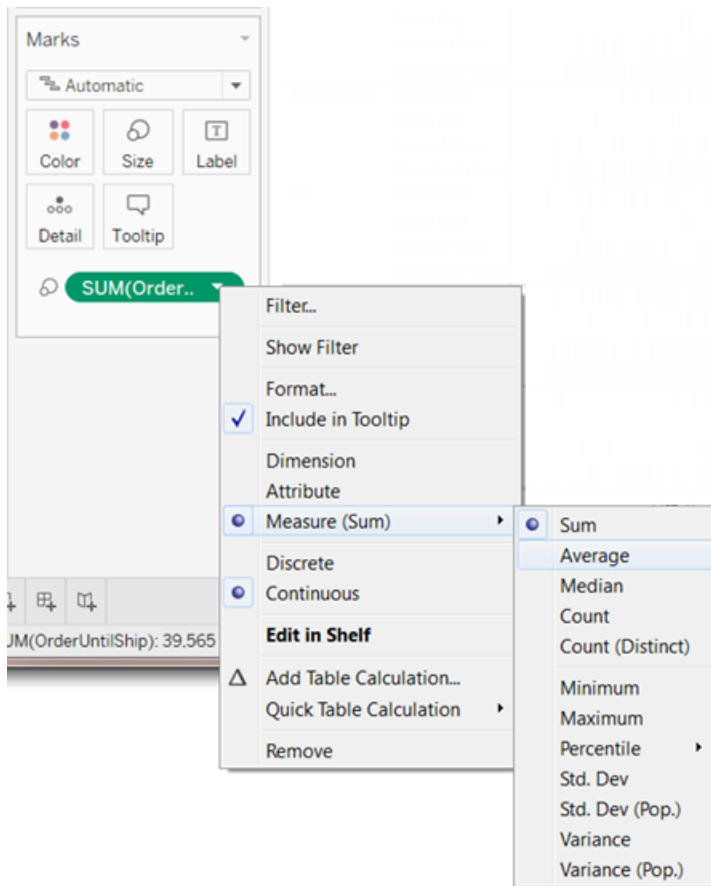 Marks
Automatic
Color Size Label
T
Detail Tooltip
SUM(Order..
Filter...
Show Filter
Format...
Include in Tooltip
Dimension
Attribute
Measure (Sum)
Discrete
Continuous
Edit in Shelf
Add Table Calculation...
Quick Table Calculation
Remove
Sum
Average
Median
Count
Count (Distinct)
Minimum
Maximum
Percentile
Std. Dev
Std. Dev (Pop.)
Variance
Variance (Pop.)
UM(OrderUntilShip): 39,565